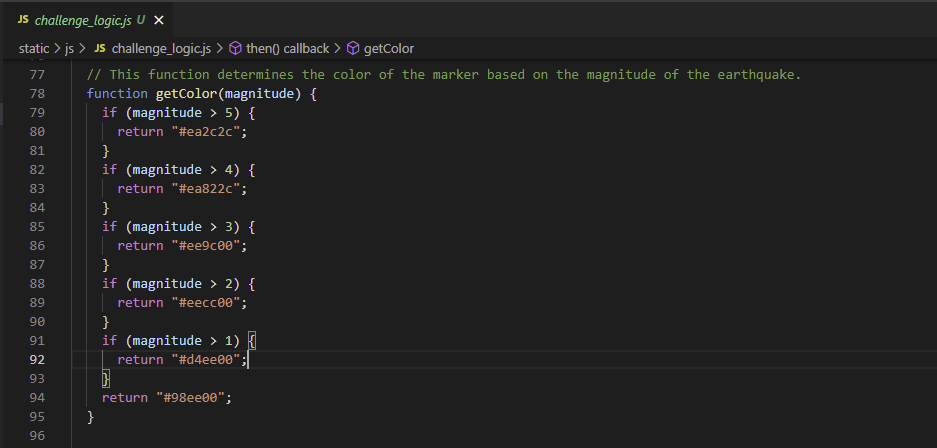 JS challenge_logic.js U ×
static > js > JS challenge_logic.js > then() callback > getColor
77 // This function determines the color of the marker based on the magnitude of the earthquake.
78 function getColor(magnitude) {
79 if (magnitude > 5) {
80 return "#ea2c2c";
81 }
82 if (magnitude > 4) {
83 return "#ea822c";
84 }
85 if (magnitude > 3) {
86 return "#ee9c00";
87 }
88 if (magnitude > 2) {
89 return "#eecc00";
90 }
91 if (magnitude > 1) {
92 return "#d4ee00";
93 }
94 return "#98ee00";
95 }
96